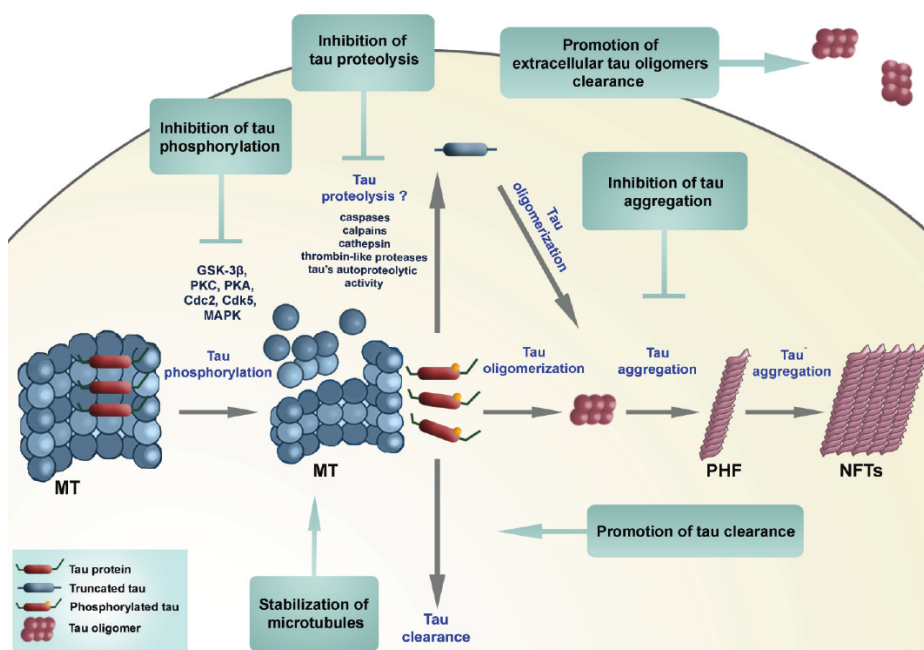 Inhibition of
tau proteolysis
Promotion of
extracellular tau oligomers
clearance
Inhibition of tau
phosphorylation
Tau
proteolysis ?
caspases
calpains
cathepsin
thrombin-like proteases
tau's autoproteolytic
activity
Tau
oligomerization
Inhibition of tau
aggregation
GSK-3β,
PKC, PKA,
Cdc2, Cdk5,
MAPK
Tau
phosphorylation
Tau
oligomerization
Tau
aggregation
Tau
aggregation
MT
MT
PHF
NFTs
Promotion of tau clearance
Stabilization of
microtubules
Tau
clearance
Tau protein
Truncated tau
Phosphorylated tau
Tau oligomer